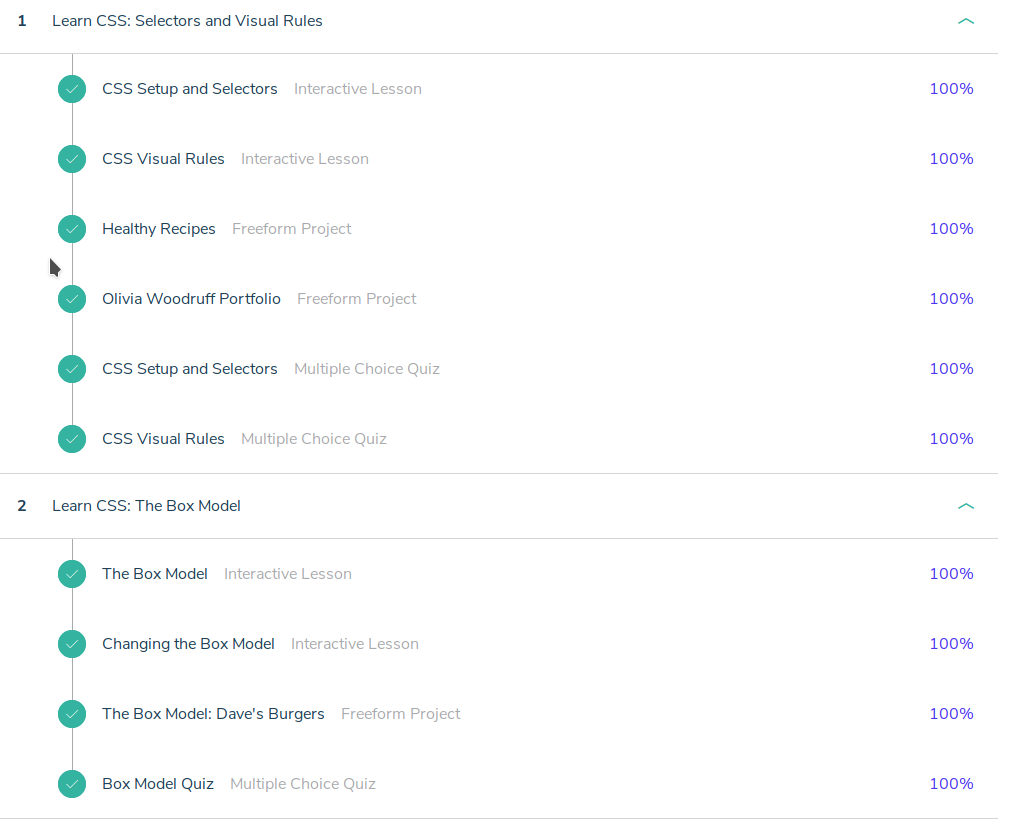 1 Learn CSS: Selectors and Visual Rules
CSS Setup and Selectors Interactive Lesson 100%
CSS Visual Rules Interactive Lesson 100%
Healthy Recipes Freeform Project 100%
Olivia Woodruff Portfolio Freeform Project 100%
CSS Setup and Selectors Multiple Choice Quiz 100%
CSS Visual Rules Multiple Choice Quiz 100%
2 Learn CSS: The Box Model
The Box Model Interactive Lesson 100%
Changing the Box Model Interactive Lesson 100%
The Box Model: Dave's Burgers Freeform Project 100%
Box Model Quiz Multiple Choice Quiz 100%